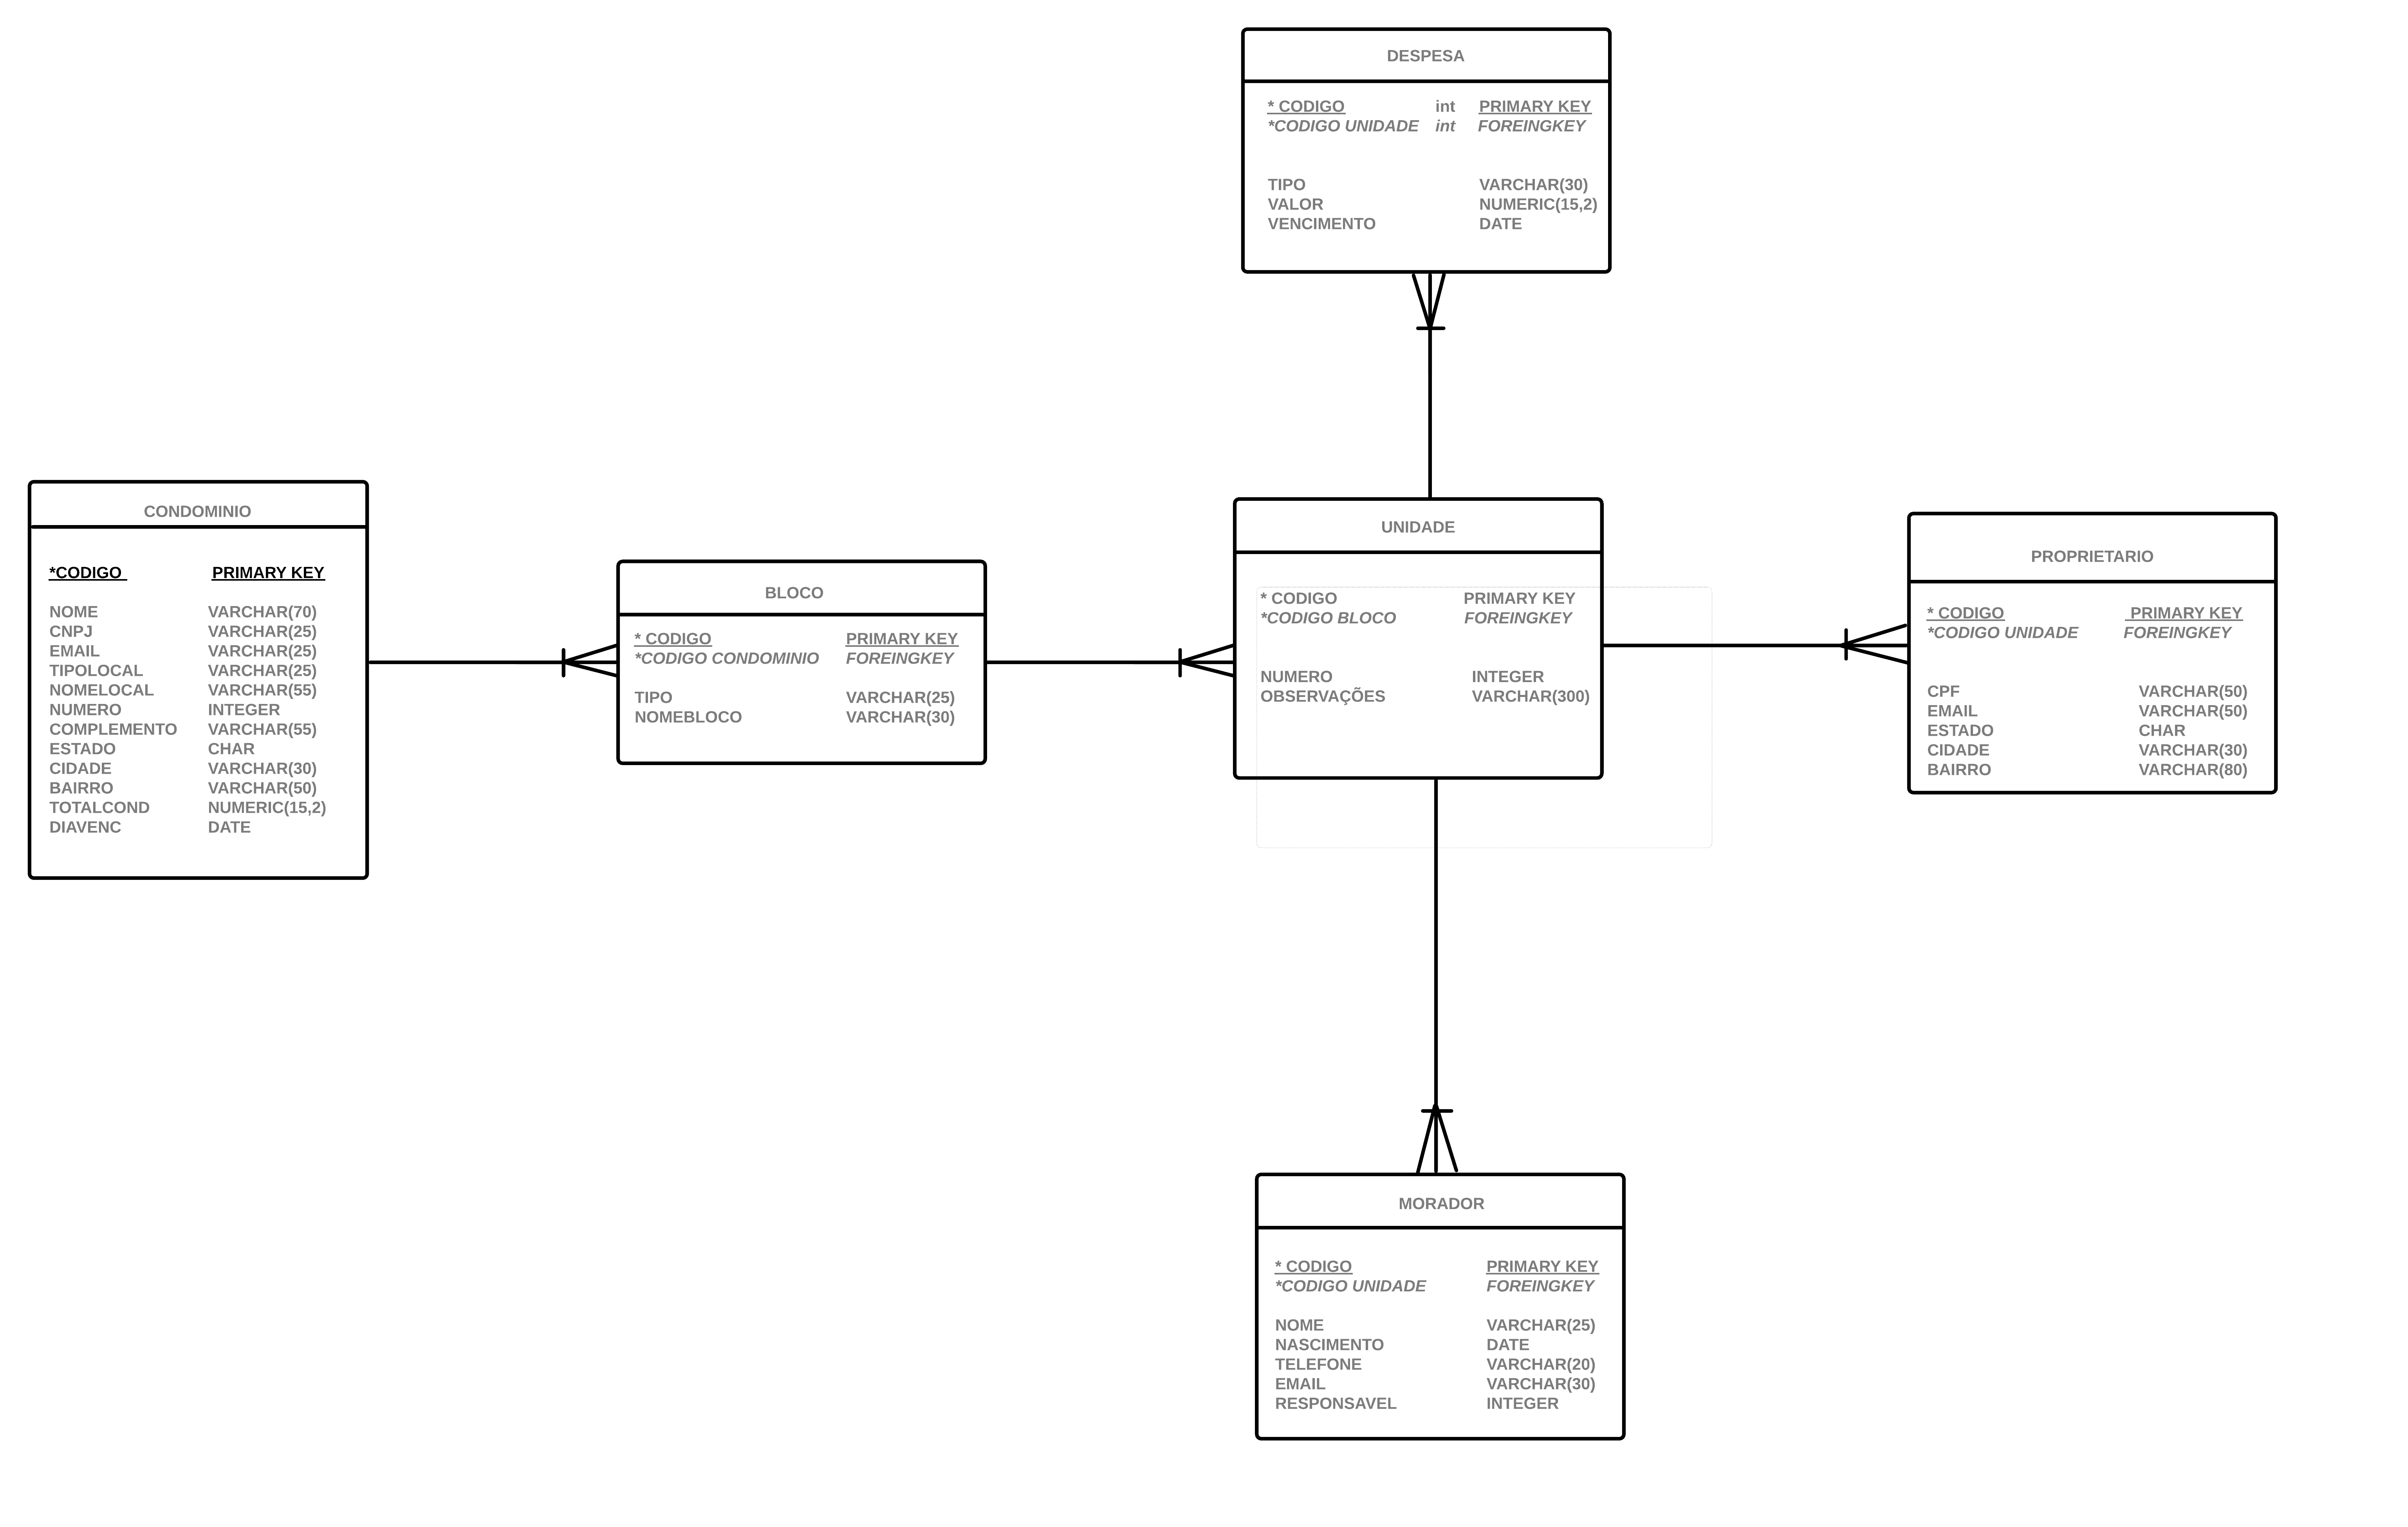 DESPESA
* CODIGO int PRIMARY KEY
*CODIGO UNIDADE int FOREINGKEY
TIPO VARCHAR(30)
VALOR NUMERIC(15,2)
VENCIMENTO DATE
CONDOMINIO
*CODIGO PRIMARY KEY
NOME VARCHAR(70)
CNPJ VARCHAR(25)
EMAIL VARCHAR(25)
TIPOLOCAL VARCHAR(25)
NOMELOCAL VARCHAR(55)
NUMERO INTEGER
COMPLEMENTO VARCHAR(55)
ESTADO CHAR
CIDADE VARCHAR(30)
BAIRRO VARCHAR(50)
TOTALCOND NUMERIC(15,2)
DIAVENC DATE
BLOCO
* CODIGO PRIMARY KEY
*CODIGO CONDOMINIO FOREINGKEY
TIPO VARCHAR(25)
NOMEBLOCO VARCHAR(30)
UNIDADE
* CODIGO PRIMARY KEY
*CODIGO BLOCO FOREINGKEY
NUMERO INTEGER
OBSERVAÇÕES VARCHAR(300)
PROPRIETARIO
* CODIGO PRIMARY KEY
*CODIGO UNIDADE FOREINGKEY
CPF VARCHAR(50)
EMAIL VARCHAR(50)
ESTADO CHAR
CIDADE VARCHAR(30)
BAIRRO VARCHAR(80)
MORADOR
* CODIGO PRIMARY KEY
*CODIGO UNIDADE FOREINGKEY
NOME VARCHAR(25)
NASCIMENTO DATE
TELEFONE VARCHAR(20)
EMAIL VARCHAR(30)
RESPONSAVEL INTEGER